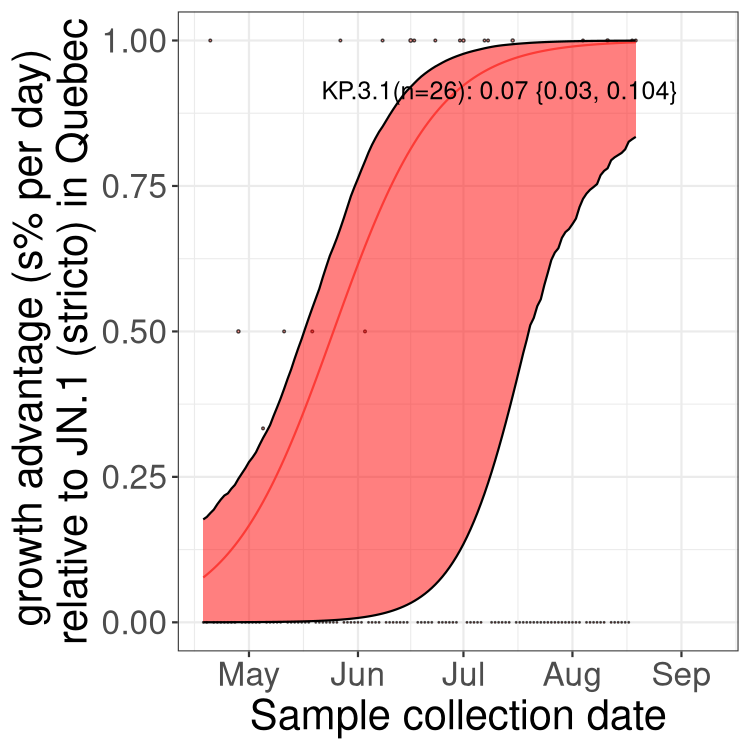 growth advantage (s% per day)
relative to JN.1 (stricto) in Quebec
1.00
0.75
0.50
0.25
0.00
KP.3.1(n=26): 0.07 {0.03, 0.104}
May Jun Jul Aug Sep
Sample collection date